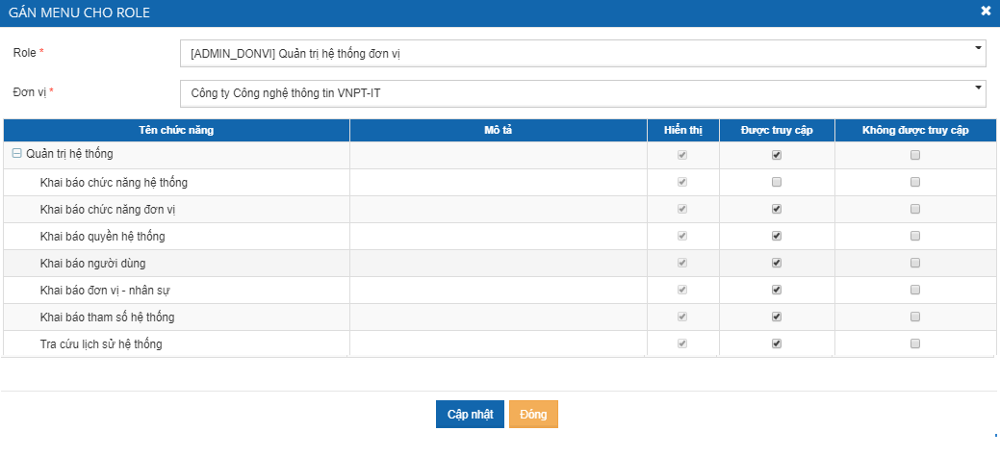 GÁN MENU CHO ROLE
Role *
[ADMIN_DONVI] Quản trị hệ thống đơn vị
Đơn vị *
Công ty Công nghệ thông tin VNPT-IT
Tên chức năng Mô tả Hiển thị Được truy cập Không được truy cập
Quản trị hệ thống
Khai báo chức năng hệ thống
Khai báo chức năng đơn vị
Khai báo quyền hệ thống
Khai báo người dùng
Khai báo đơn vị - nhân sự
Khai báo tham số hệ thống
Tra cứu lịch sử hệ thống
Cập nhật Đóng